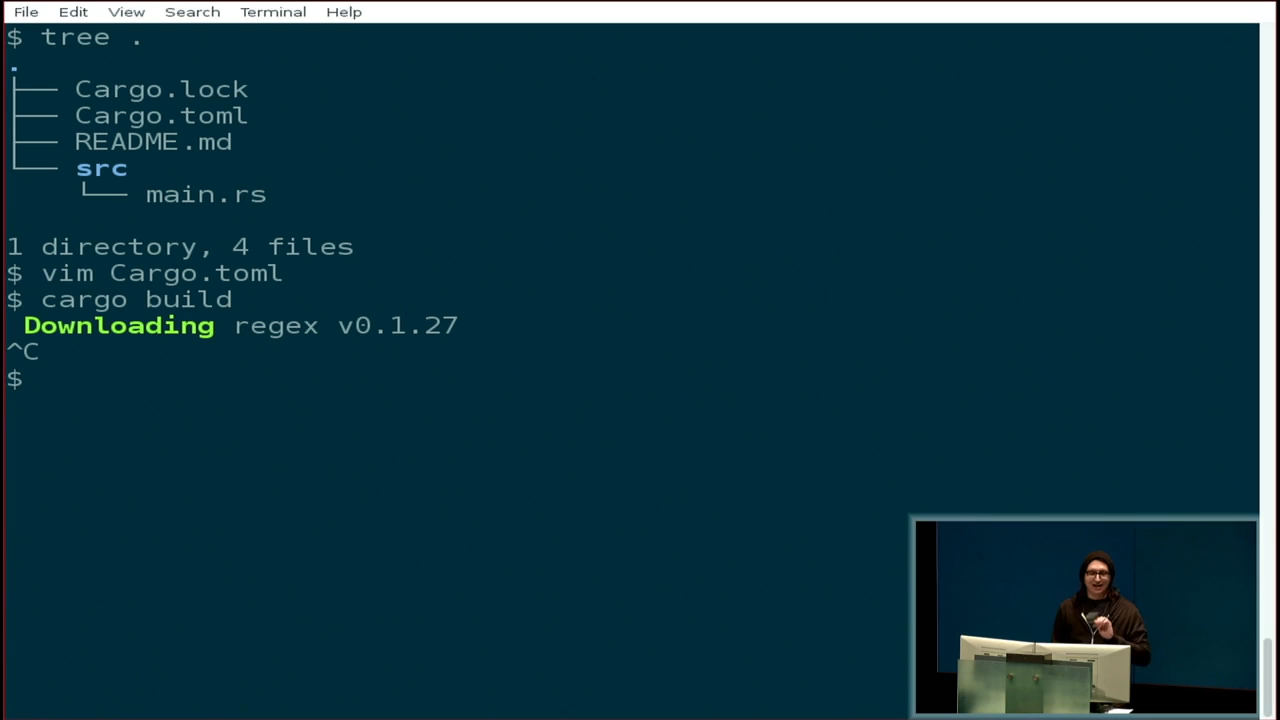 File Edit View Search Terminal Help
$ tree .
.
├── Cargo.lock
├── Cargo.toml
├── README.md
└── src
    └── main.rs
1 directory, 4 files
$ vim Cargo.toml
$ cargo build
Downloading regex v0.1.27
^C
$